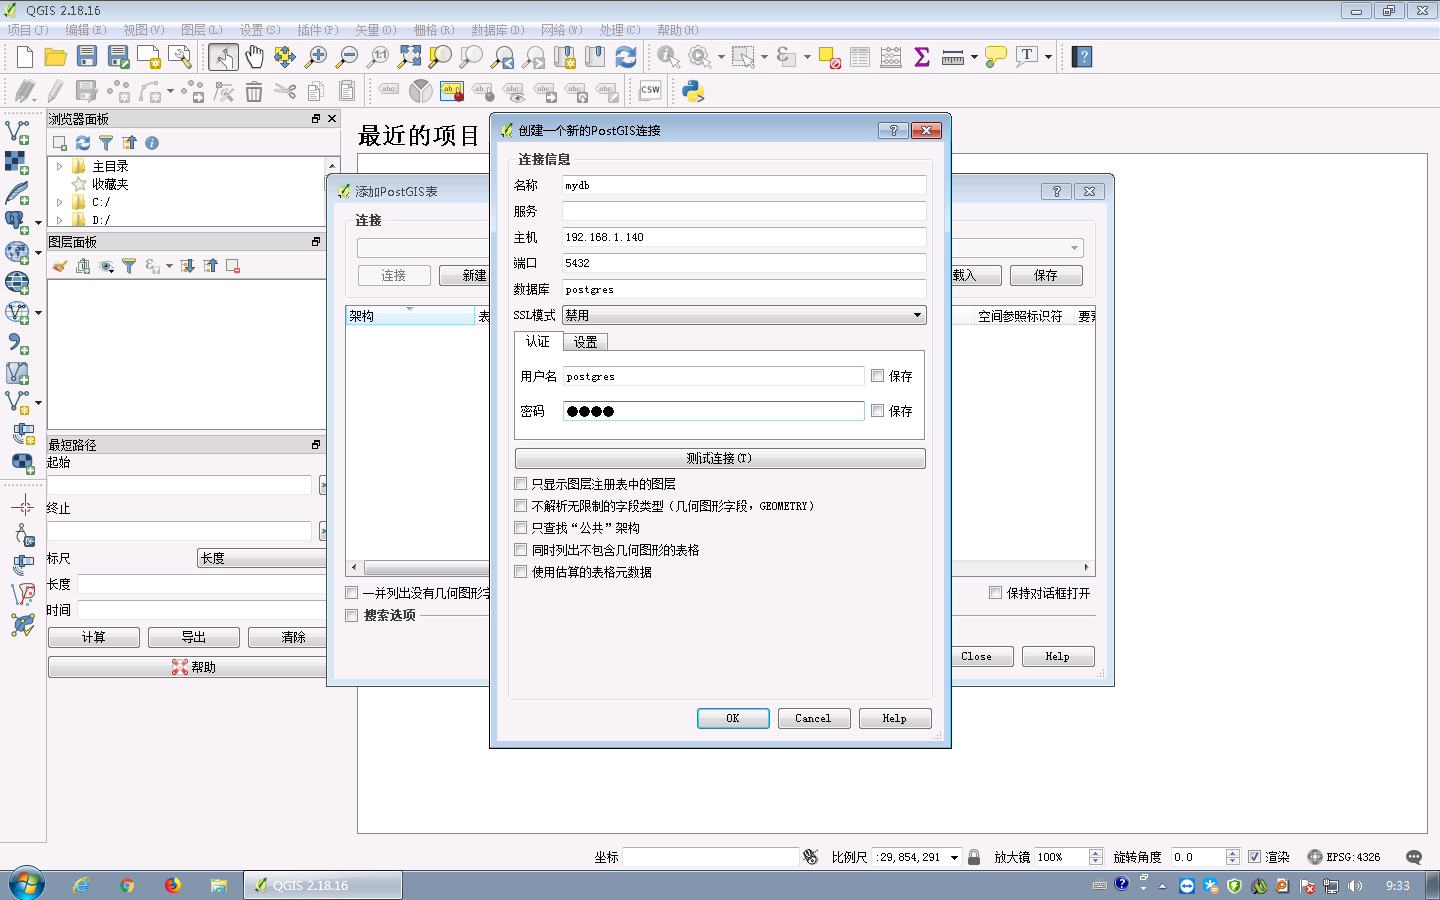 QGIS 2.18.16
项目(J) 编辑(E) 视图(V) 图层(L) 设置(S) 插件(P) 矢量(O) 栅格(R) 数据库(D) 网络(W) 处理(C) 帮助(H)
1:1
Σ
T
?
abc
CSW
浏览器面板
主目录
收藏夹
C:/
D:/
图层面板
最短路径
起始
终止
标尺 长度
长度
时间
计算 导出 清除
帮助
最近的项目
添加PostGIS表
连接
连接 新建 载入 保存
架构 表 空间参照标识符
一并列出没有几何图形字
保持对话框打开
搜索选项
Close Help
创建一个新的PostGIS连接
连接信息
名称 mydb
服务
主机 192.168.1.140
端口 5432
数据库 postgres
SSL模式 禁用
认证 设置
用户名 postgres 保存
密码 ●●●● 保存
测试连接(T)
只显示图层注册表中的图层
不解析无限制的字段类型（几何图形字段，GEOMETRY）
只查找“公共”架构
同时列出不包含几何图形的表格
使用估算的表格元数据
OK Cancel Help
坐标 比例尺 :29,854,291 放大镜 100% 旋转角度 0.0 渲染 EPSG:4326
QGIS 2.18.16
9:33